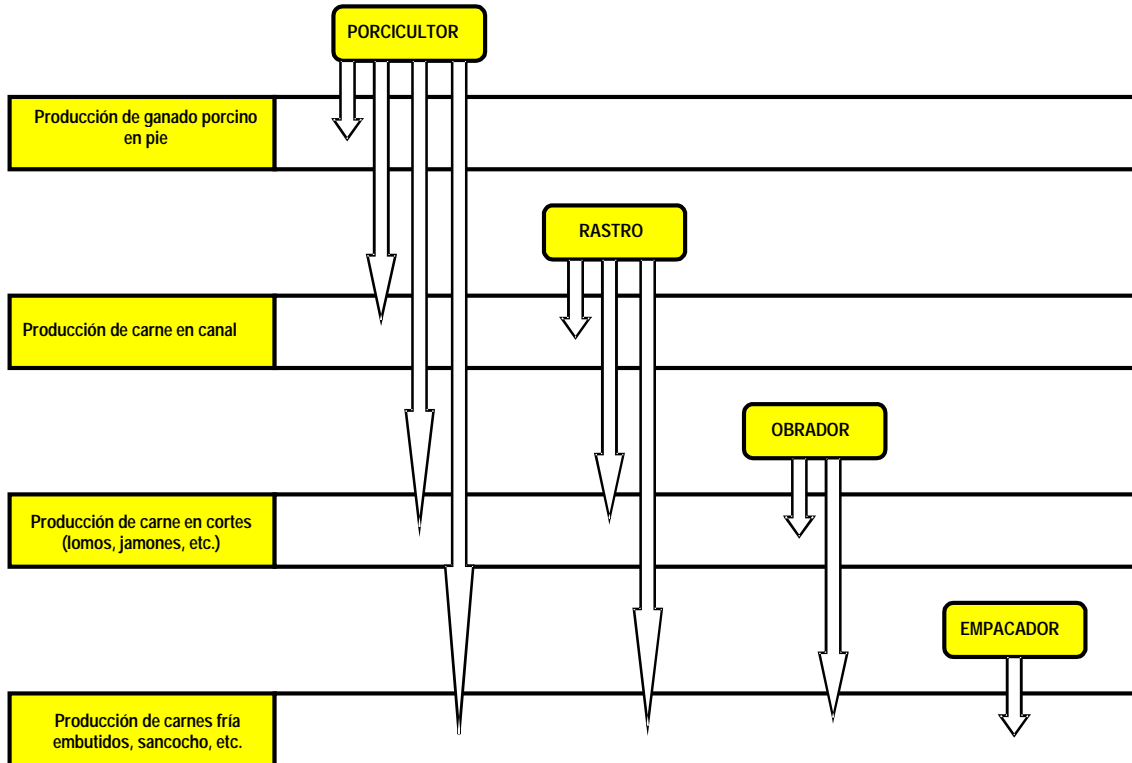 PORCICULTOR
Producción de ganado porcino
en pie
RASTRO
Producción de carne en canal
OBRADOR
Producción de carne en cortes
(lomos, jamones, etc.)
EMPACADOR
Producción de carnes fría
embutidos, sancocho, etc.